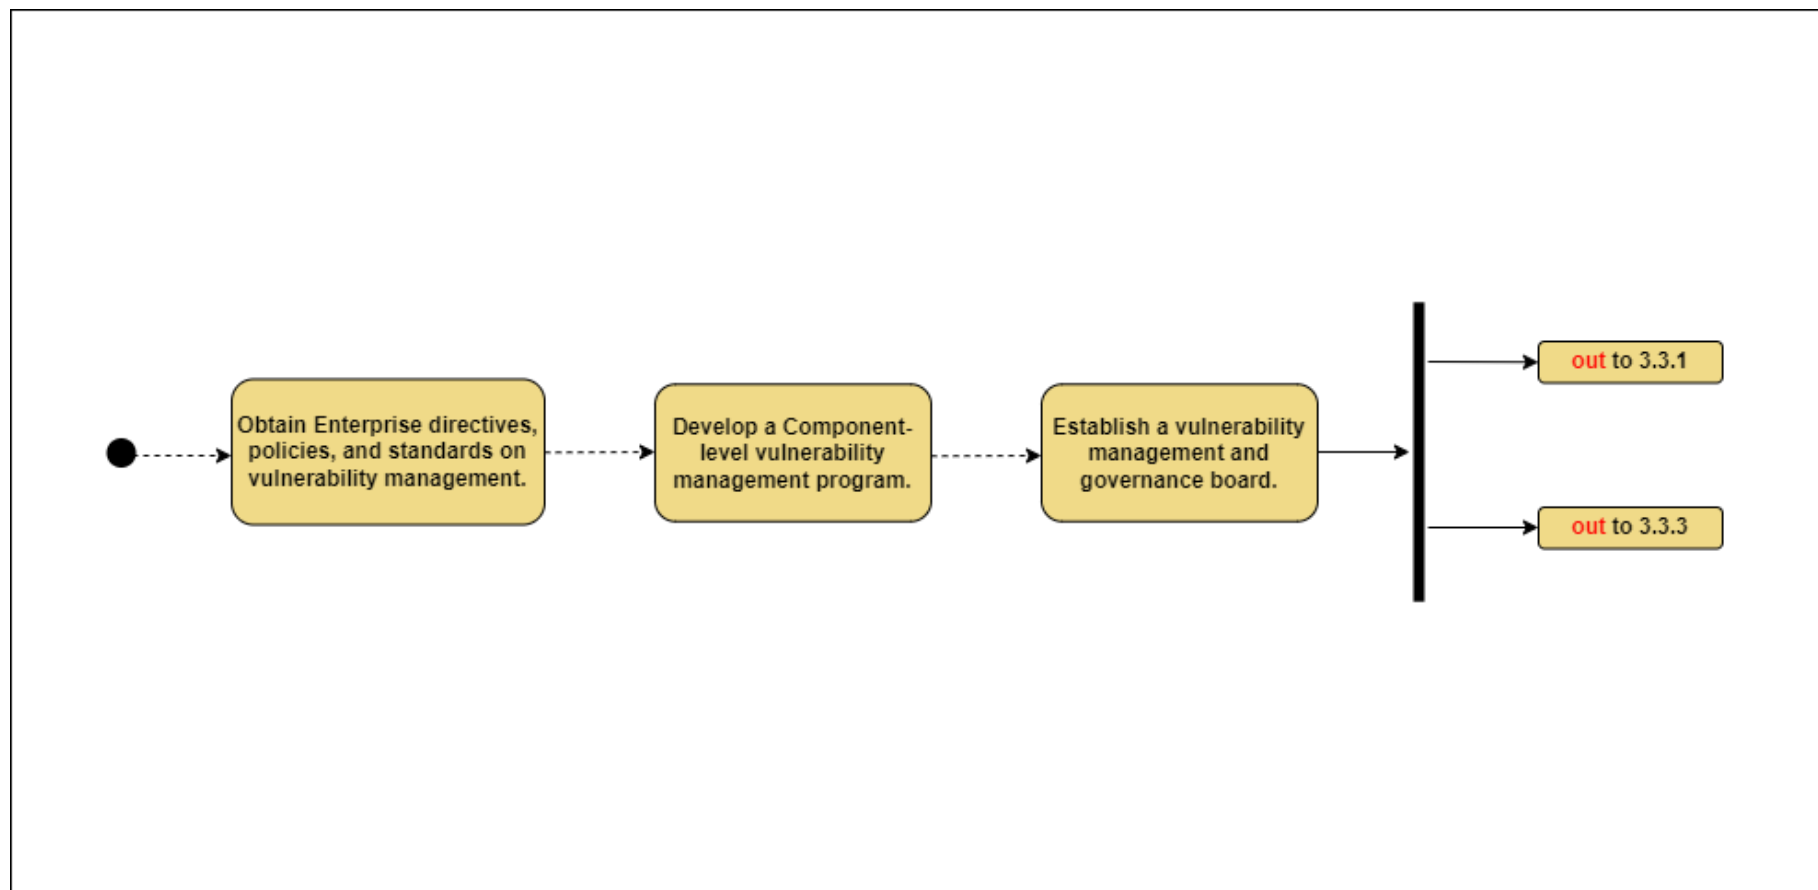 Obtain Enterprise directives,
policies, and standards on
vulnerability management.
Develop a Component-
level vulnerability
management program.
Establish a vulnerability
management and
governance board.
out to 3.3.1
out to 3.3.3